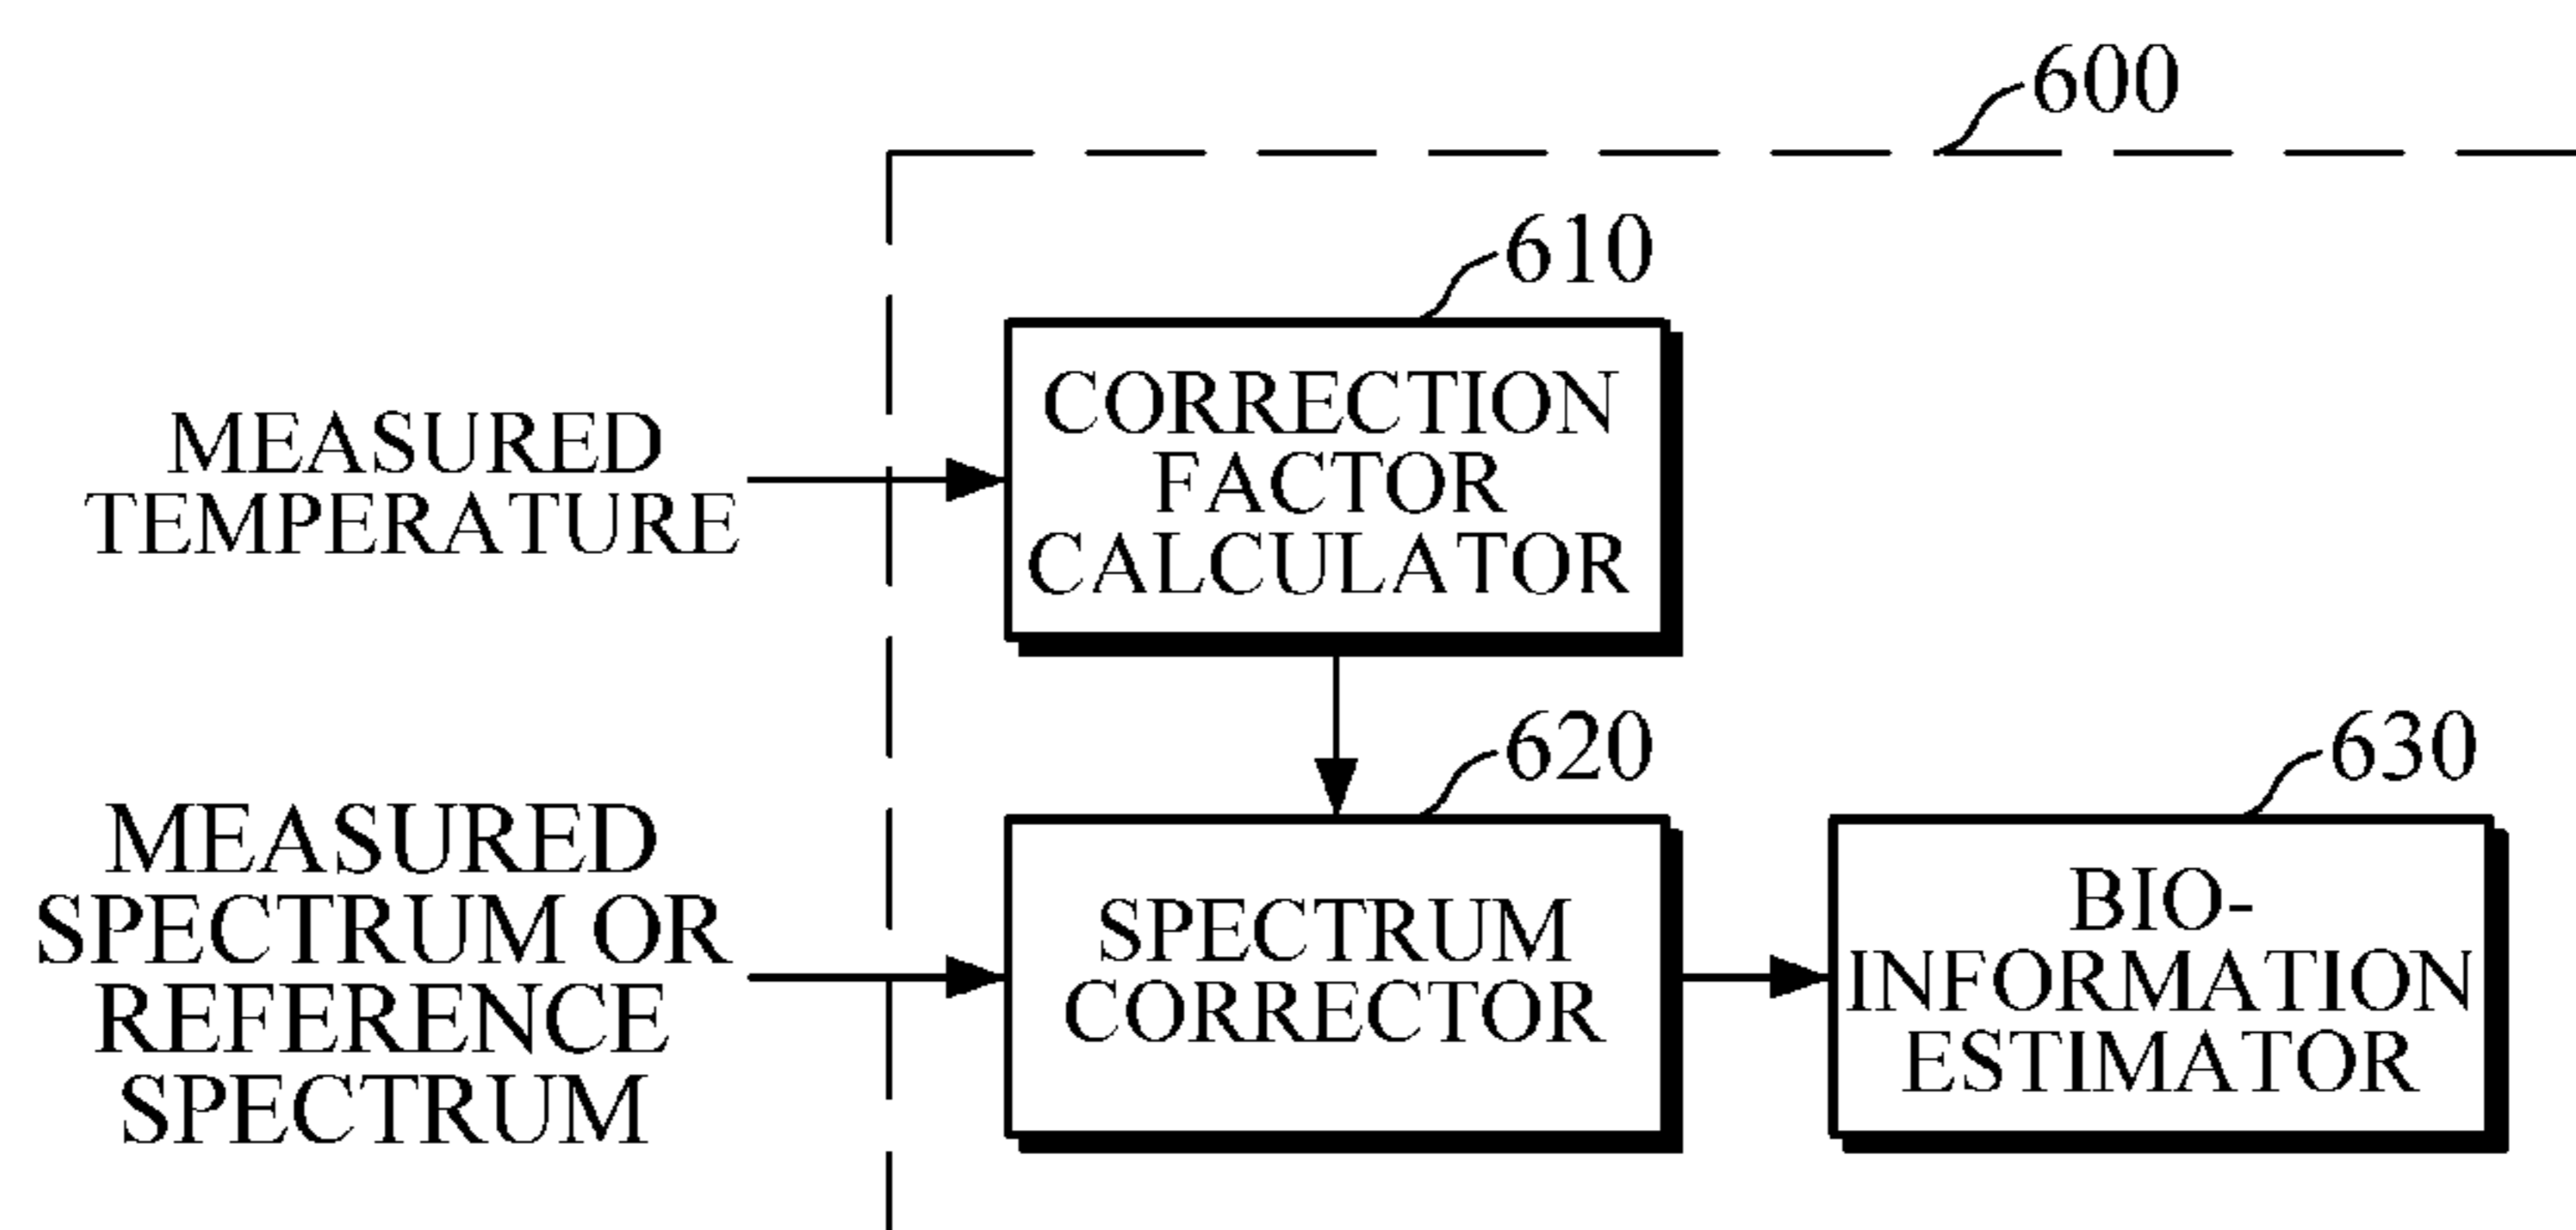 600
610
CORRECTION
FACTOR
CALCULATOR
MEASURED
TEMPERATURE
620
630
MEASURED
SPECTRUM OR
REFERENCE
SPECTRUM
SPECTRUM
CORRECTOR
BIO-
INFORMATION
ESTIMATOR